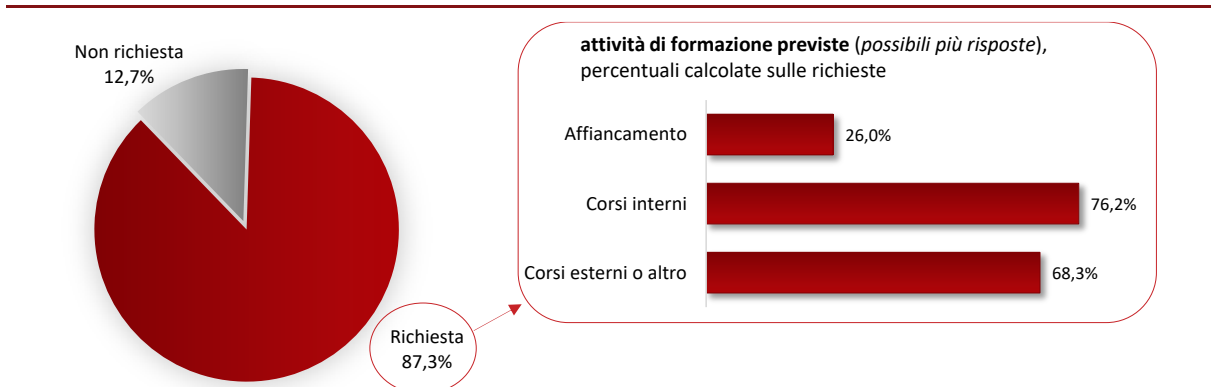 Non richiesta
12,7%
attività di formazione previste (possibili più risposte),
percentuali calcolate sulle richieste
Affiancamento
26,0%
Corsi interni
76,2%
Corsi esterni o altro
68,3%
Richiesta
87,3%